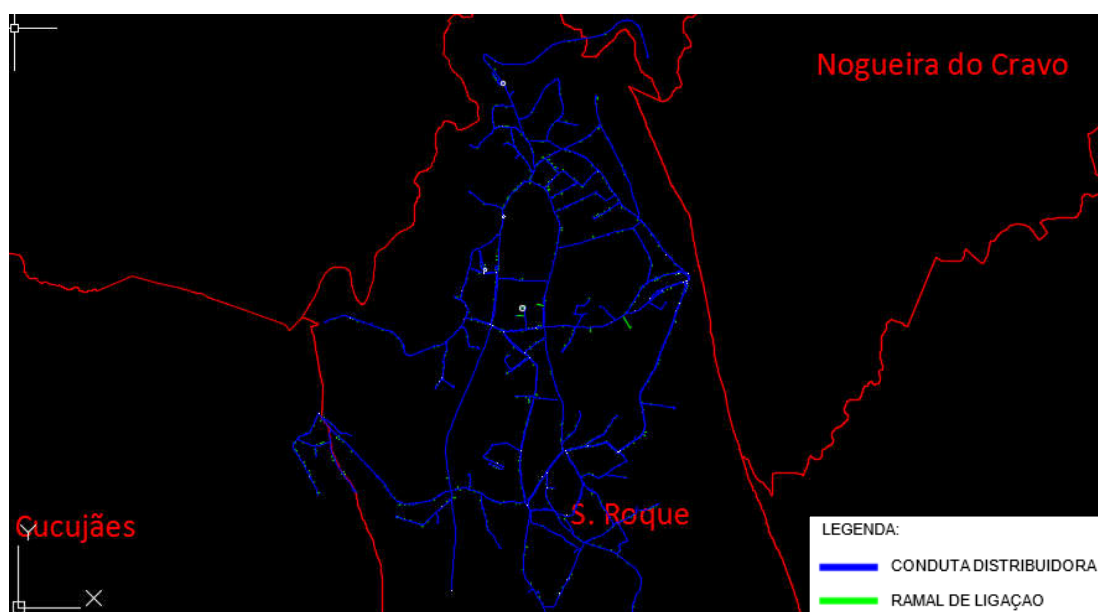 Nogueira do Cravo
S. Roque
Cucujães
Y
X
LEGENDA:
CONDUTA DISTRIBUIDORA
RAMAL DE LIGAÇAO